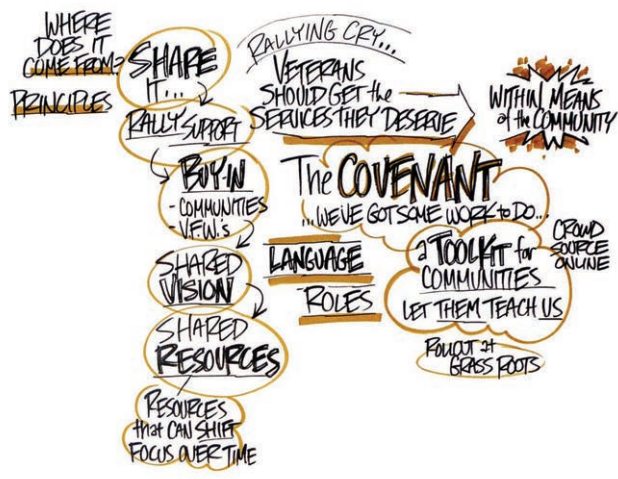 WHERE
DOES IT
COME FROM?
PRINCIPLES
SHARE
IT...
RALLY SUPPORT
BUY-IN
- COMMUNITIES
- V.F.W.'s
SHARED
VISION
SHARED
RESOURCES
RESOURCES
that CAN SHIFT
FOCUS OVER TIME
RALLYING CRY...
VETERANS
SHOULD GET the
SERVICES THEY DESERVE
WITHIN MEANS
of the COMMUNITY
The COVENANT
...WE'VE GOT SOME WORK to DO...
LANGUAGE
ROLES
a TOOLKIT for
COMMUNITIES
LET THEM TEACH US
CROWD
SOURCE
ONLINE
ROLLOUT at
GRASS ROOTS